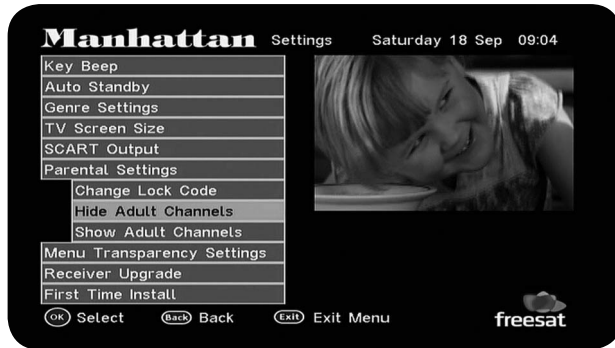 Manhattan Settings Saturday 18 Sep 09:04
Key Beep
Auto Standby
Genre Settings
TV Screen Size
SCART Output
Parental Settings
Change Lock Code
Hide Adult Channels
Show Adult Channels
Menu Transparency Settings
Receiver Upgrade
First Time Install
OK Select Back Back Exit Exit Menu
freesat